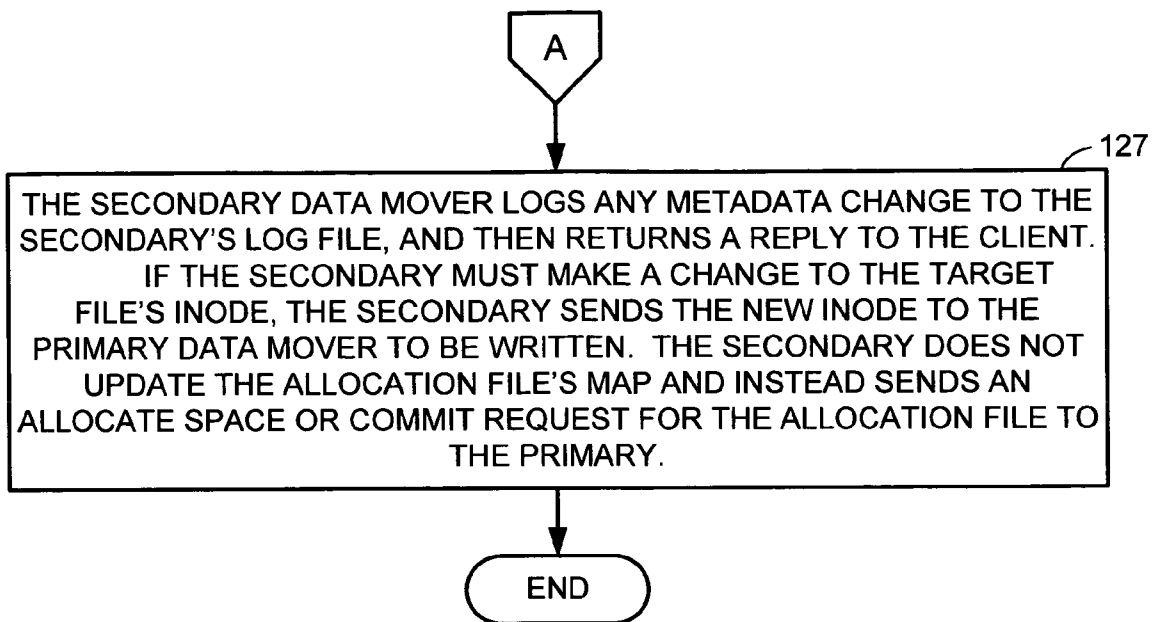 A
127
THE SECONDARY DATA MOVER LOGS ANY METADATA CHANGE TO THE
SECONDARY'S LOG FILE, AND THEN RETURNS A REPLY TO THE CLIENT.
IF THE SECONDARY MUST MAKE A CHANGE TO THE TARGET
FILE'S INODE, THE SECONDARY SENDS THE NEW INODE TO THE
PRIMARY DATA MOVER TO BE WRITTEN. THE SECONDARY DOES NOT
UPDATE THE ALLOCATION FILE'S MAP AND INSTEAD SENDS AN
ALLOCATE SPACE OR COMMIT REQUEST FOR THE ALLOCATION FILE TO
THE PRIMARY.
END